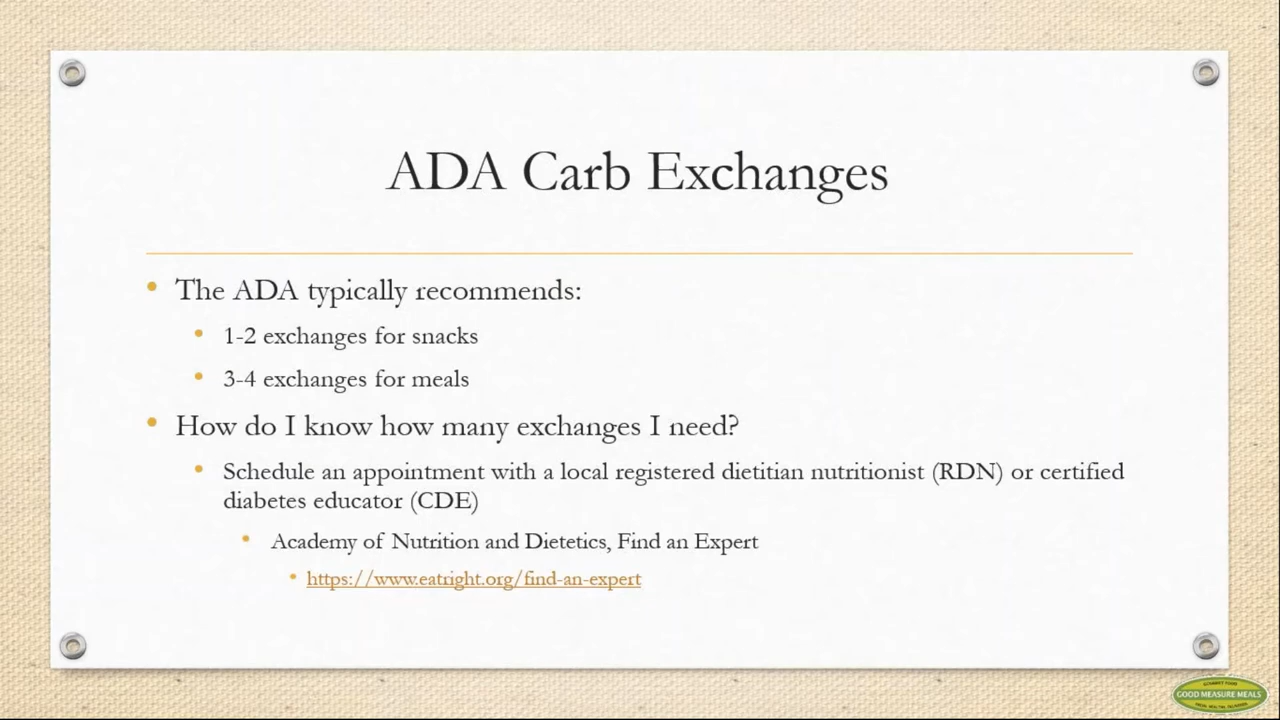 ADA Carb Exchanges
• The ADA typically recommends:
• 1-2 exchanges for snacks
• 3-4 exchanges for meals
• How do I know how many exchanges I need?
• Schedule an appointment with a local registered dietitian nutritionist (RDN) or certified
diabetes educator (CDE)
• Academy of Nutrition and Dietetics, Find an Expert
• https://www.eatright.org/find-an-expert
GOURMET FOOD
GOOD MEASURE MEALS